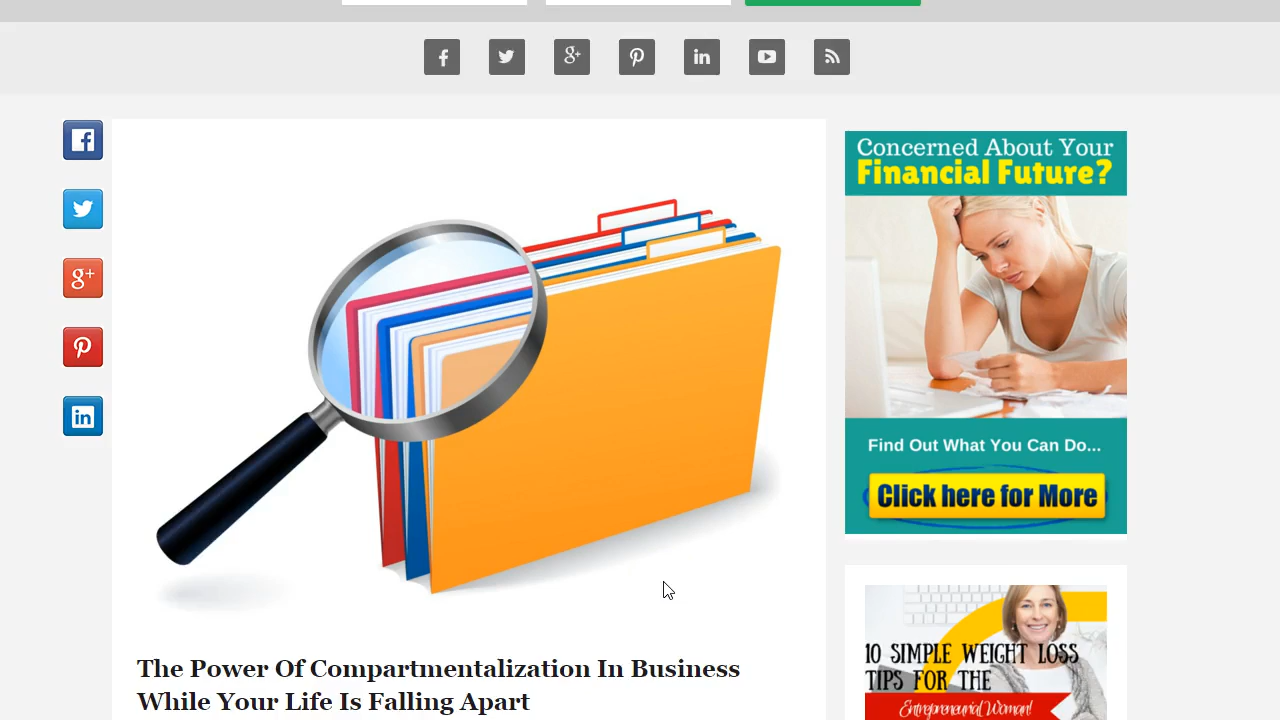 Concerned About Your
Financial Future?
Find Out What You Can Do...
Click here for More
10 SIMPLE WEIGHT LOSS
TIPS FOR THE
Entrepreneurial Woman!
The Power Of Compartmentalization In Business
While Your Life Is Falling Apart